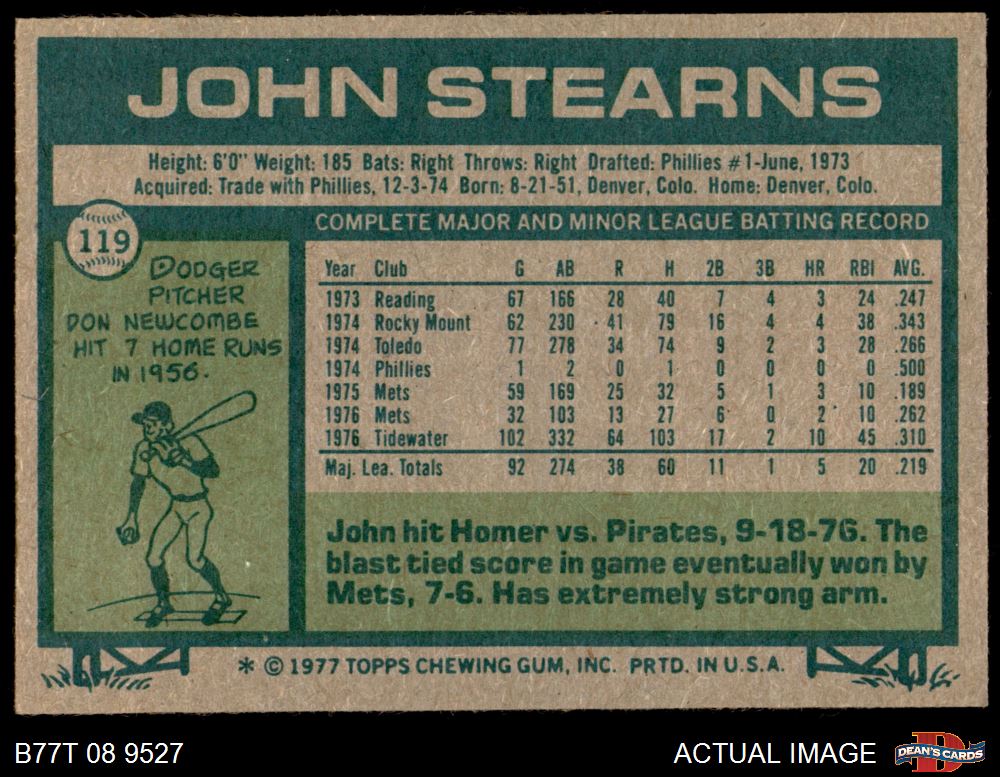 JOHN STEARNS
Height: 6'0" Weight: 185 Bats: Right Throws: Right Drafted: Phillies #1-June, 1973
Acquired: Trade with Phillies, 12-3-74 Born: 8-21-51, Denver, Colo. Home: Denver, Colo.
119
DODGER
PITCHER
DON NEWCOMBE
HIT 7 HOME RUNS
IN 1956.
COMPLETE MAJOR AND MINOR LEAGUE BATTING RECORD
Year Club G AB R H 2B 3B HR RBI AVG.
1973 Reading 67 166 28 40 7 4 3 24 .247
1974 Rocky Mount 62 230 41 79 16 4 4 38 .343
1974 Toledo 77 278 34 74 9 2 3 28 .266
1974 Phillies 1 2 0 1 0 0 0 0 .500
1975 Mets 59 169 25 32 5 1 3 10 .189
1976 Mets 32 103 13 27 6 0 2 10 .262
1976 Tidewater 102 332 64 103 17 2 10 45 .310
Maj. Lea. Totals 92 274 38 60 11 1 5 20 .219
John hit Homer vs. Pirates, 9-18-76. The
blast tied score in game eventually won by
Mets, 7-6. Has extremely strong arm.
* © 1977 TOPPS CHEWING GUM, INC. PRTD. IN U.S.A.
B77T 08 9527
ACTUAL IMAGE
D
DEAN'S CARDS